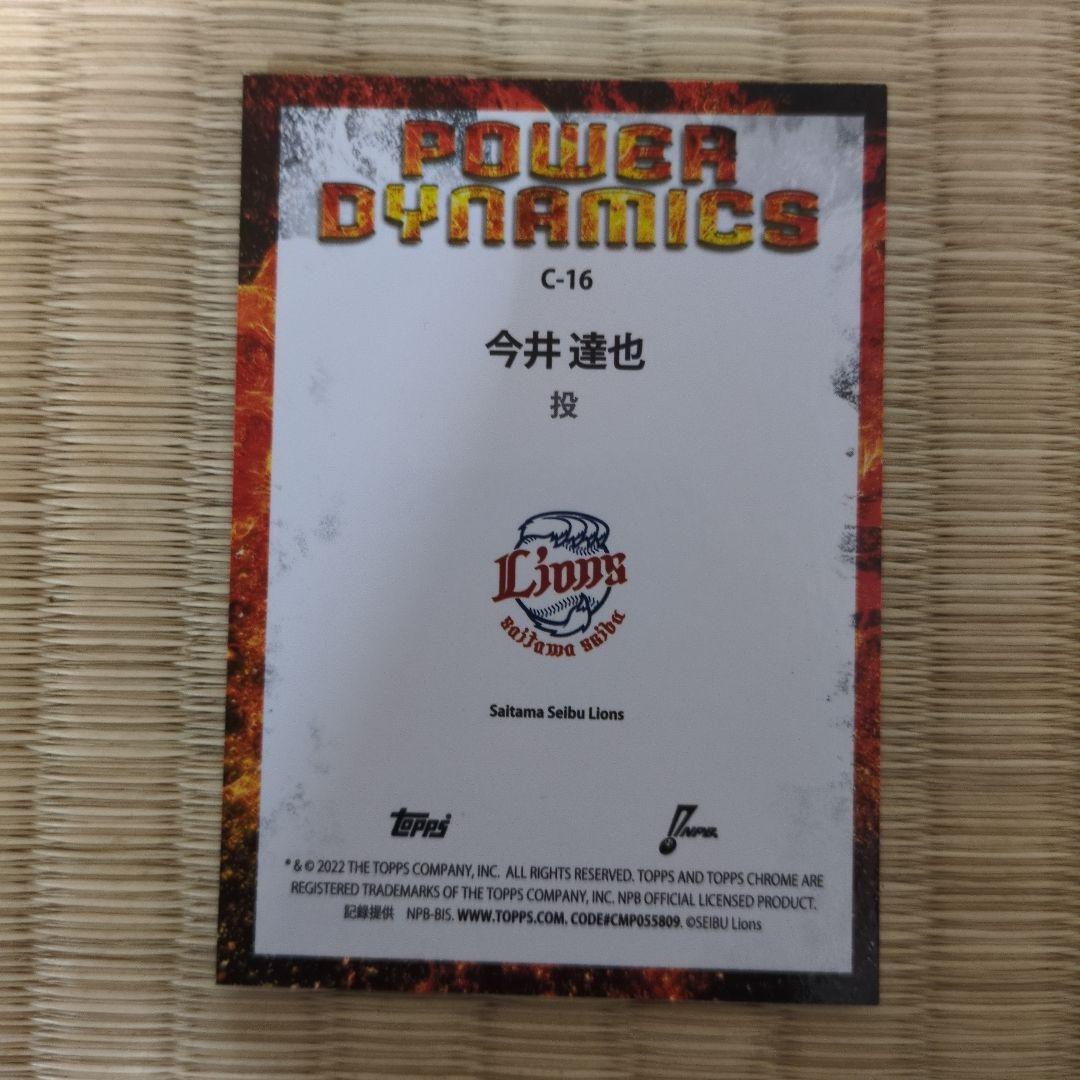 POWER
DYNAMICS
C-16
今井 達也
投
Lions
saitama seibu
Saitama Seibu Lions
topps NPB.
* & © 2022 THE TOPPS COMPANY, INC. ALL RIGHTS RESERVED. TOPPS AND TOPPS CHROME ARE
REGISTERED TRADEMARKS OF THE TOPPS COMPANY, INC. NPB OFFICIAL LICENSED PRODUCT.
記録提供 NPB-BIS. WWW.TOPPS.COM. CODE#CMP055809. ©SEIBU Lions